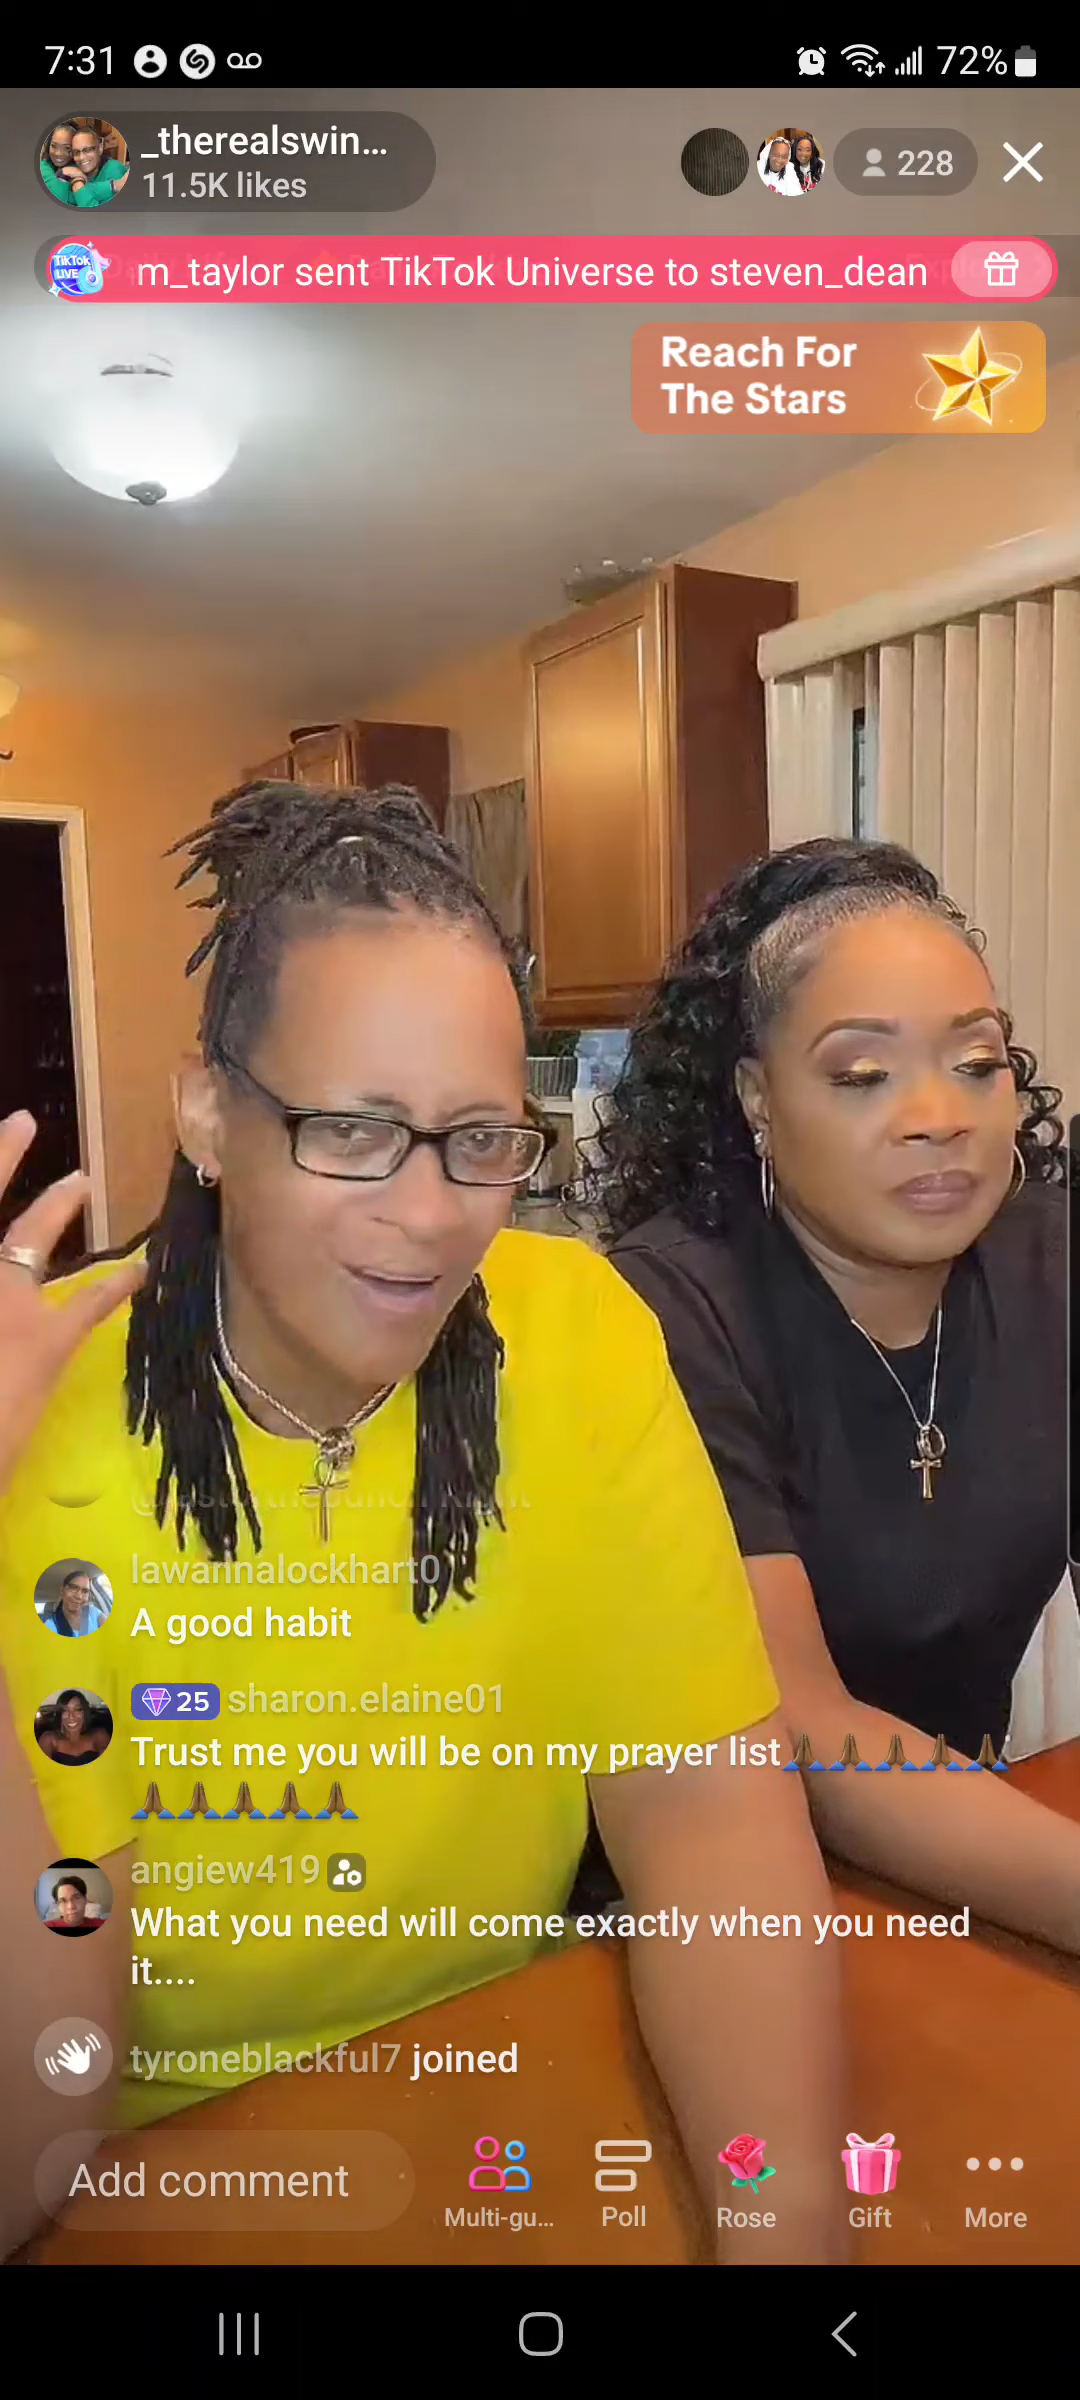 7:31
72%
_therealswin...
11.5K likes
228
TikTok
LIVE
m_taylor sent TikTok Universe to steven_dean
Reach For
The Stars
lawannalockhart0
A good habit
25 sharon.elaine01
Trust me you will be on my prayer list🙏🏾🙏🏾🙏🏾🙏🏾🙏🏾
🙏🏾🙏🏾🙏🏾🙏🏾🙏🏾
angiew419
What you need will come exactly when you need
it....
tyroneblackful7 joined
Add comment
Multi-gu...
Poll
Rose
Gift
More